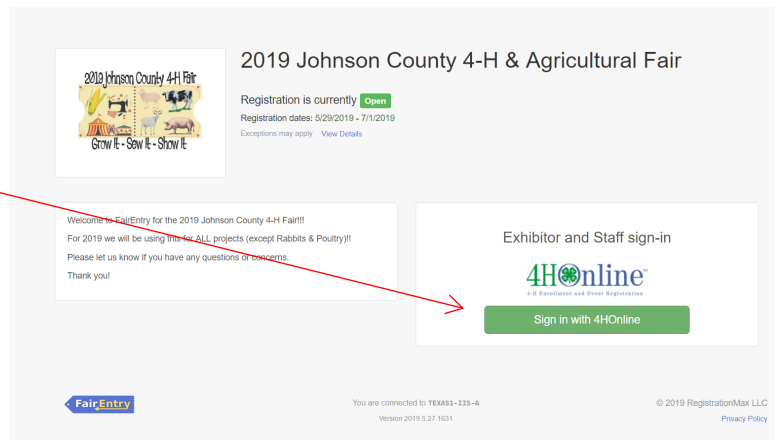 2019 Johnson County 4-H Fair
Grow It - Sew It - Show It
2019 Johnson County 4-H & Agricultural Fair
Registration is currently Open
Registration dates: 5/29/2019 - 7/1/2019
Exceptions may apply View Details
Welcome to FairEntry for the 2019 Johnson County 4-H Fair!!!
For 2019 we will be using this for ALL projects (except Rabbits & Poultry)!!
Please let us know if you have any questions or concerns.
Thank you!
Exhibitor and Staff sign-in
4HOnline™
4-H Enrollment and Event Registration
Sign in with 4HOnline
FairEntry
You are connected to TEXAS1-IIS-A
Version 2019.5.27.1631
© 2019 RegistrationMax LLC
Privacy Policy